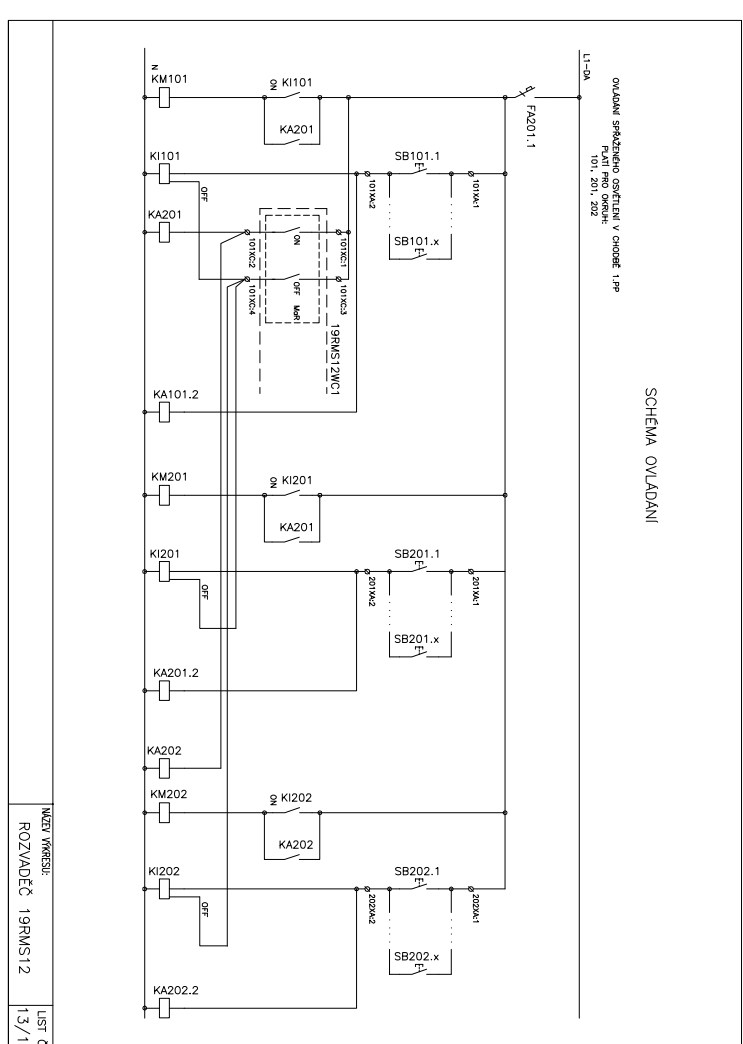 SCHÉMA OVLÁDÁNÍ
OVLÁDÁNÍ SPŘAŽENÉHO OSVĚTLENÍ V CHODBĚ 1.PP
PLATÍ PRO OKRUH:
101, 201, 202
L1-DA
FA201.1
N
KM101
ON
KI101
KA201
KI101
OFF
SB101.1
101XA:2
101XA:1
SB101.x
KA201
101XC:2
ON
101XC:1
101XC:4
OFF
MaR
101XC:3
19RMS12WC1
KA101.2
KM201
ON
KI201
KA201
KI201
OFF
SB201.1
201XA:2
201XA:1
SB201.x
KA201.2
KA202
KM202
ON
KI202
KA202
KI202
OFF
SB202.1
202XA:2
202XA:1
SB202.x
KA202.2
NÁZEV VÝKRESU:
ROZVADĚČ 19RMS12
LIST Č
13/1